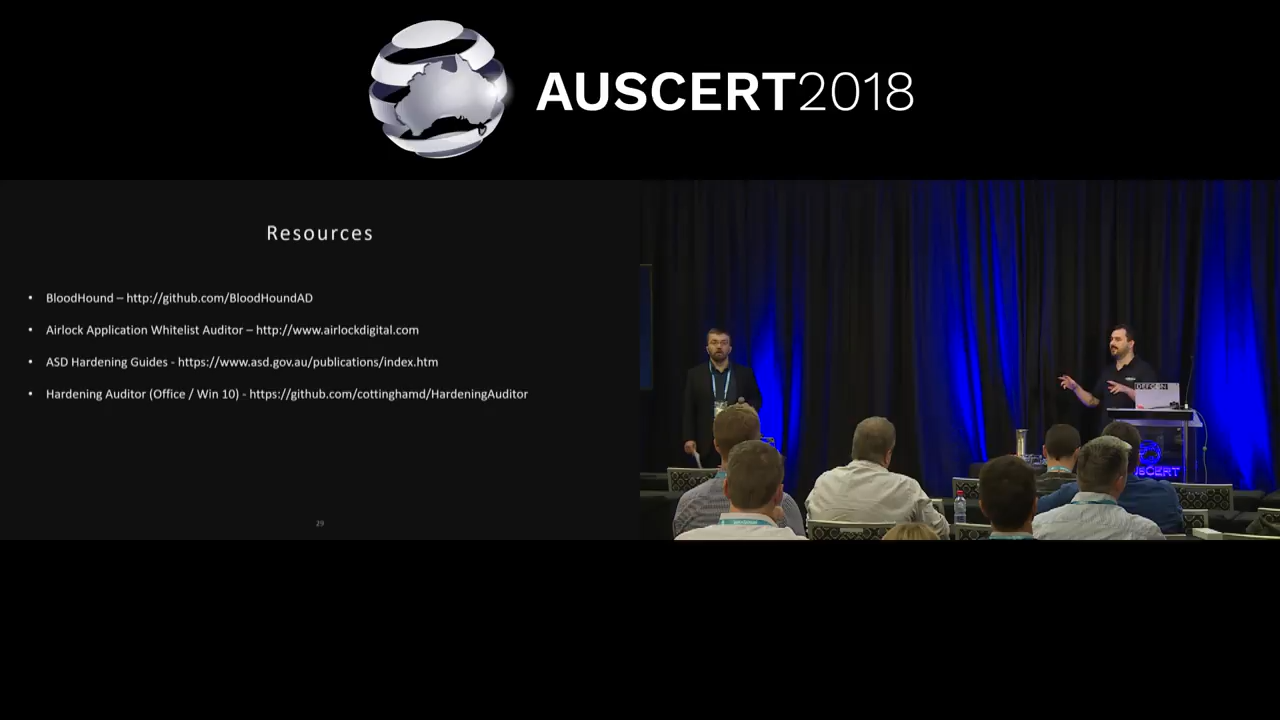 AUSCERT2018
Resources
• BloodHound – http://github.com/BloodHoundAD
• Airlock Application Whitelist Auditor – http://www.airlockdigital.com
• ASD Hardening Guides - https://www.asd.gov.au/publications/index.htm
• Hardening Auditor (Office / Win 10) - https://github.com/cottinghamd/HardeningAuditor
29